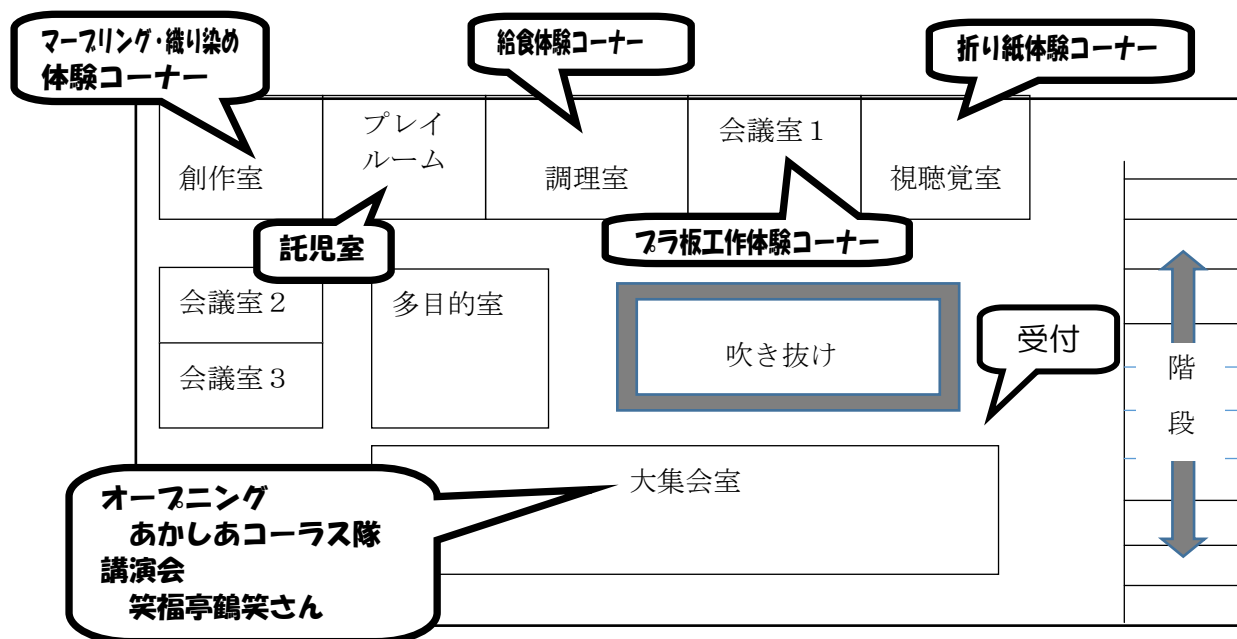 マーブリング・織り染め
体験コーナー
給食体験コーナー
折り紙体験コーナー
創作室
プレイ
ルーム
調理室
会議室１
視聴覚室
託児室
プラ板工作体験コーナー
会議室２
会議室３
多目的室
吹き抜け
受付
階
段
大集会室
オープニング
あかしあコーラス隊
講演会
笑福亭鶴笑さん